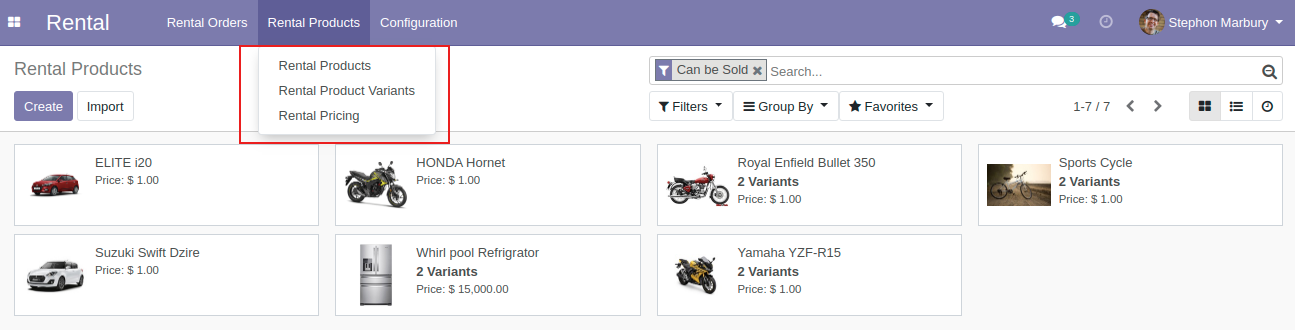 Rental Rental Orders Rental Products Configuration 3 Stephon Marbury
Rental Products
Can be Sold Search...
Create Import
Filters Group By Favorites 1-7 / 7
Rental Products
Rental Product Variants
Rental Pricing
ELITE i20
Price: $ 1.00
HONDA Hornet
Price: $ 1.00
Royal Enfield Bullet 350
2 Variants
Price: $ 1.00
Sports Cycle
2 Variants
Price: $ 1.00
Suzuki Swift Dzire
Price: $ 1.00
Whirl pool Refrigrator
2 Variants
Price: $ 15,000.00
Yamaha YZF-R15
2 Variants
Price: $ 1.00